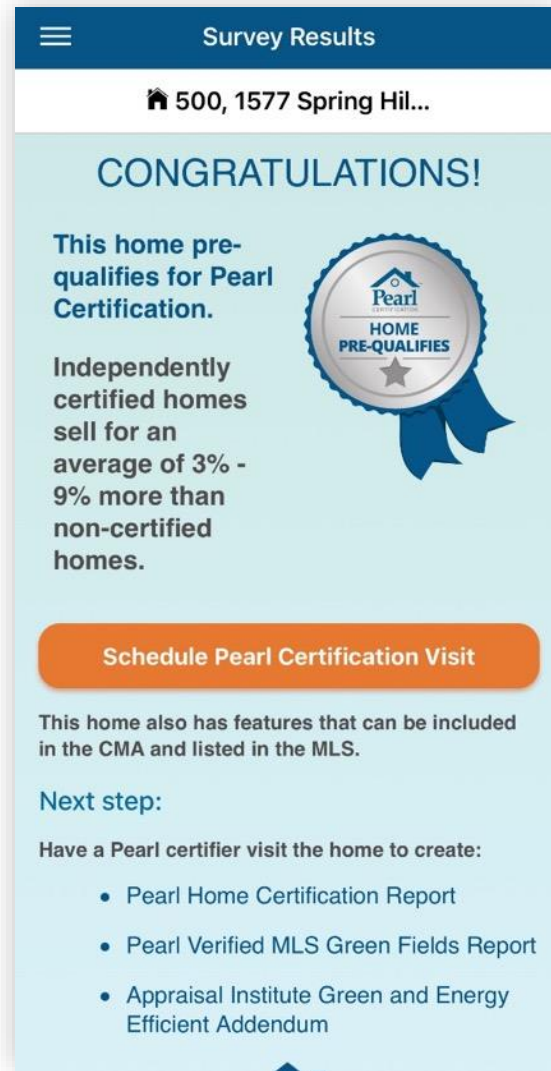 Survey Results
500, 1577 Spring Hil...
CONGRATULATIONS!
This home pre-
qualifies for Pearl
Certification.
Pearl
CERTIFICATION
HOME
PRE-QUALIFIES
Independently
certified homes
sell for an
average of 3% -
9% more than
non-certified
homes.
Schedule Pearl Certification Visit
This home also has features that can be included
in the CMA and listed in the MLS.
Next step:
Have a Pearl certifier visit the home to create:
• Pearl Home Certification Report
• Pearl Verified MLS Green Fields Report
• Appraisal Institute Green and Energy
Efficient Addendum